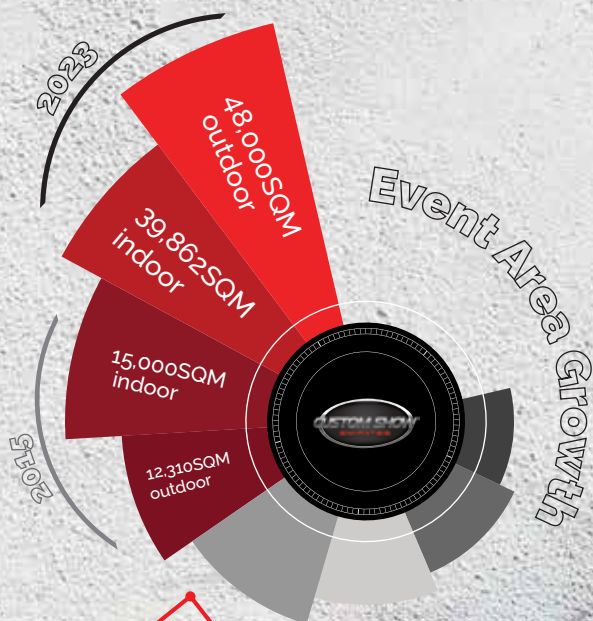 2023
48,000SQM
outdoor
39,862SQM
indoor
15,000SQM
indoor
2015
12,310SQM
outdoor
Event Area Growth
CUSTOM SHOW
EMIRATES